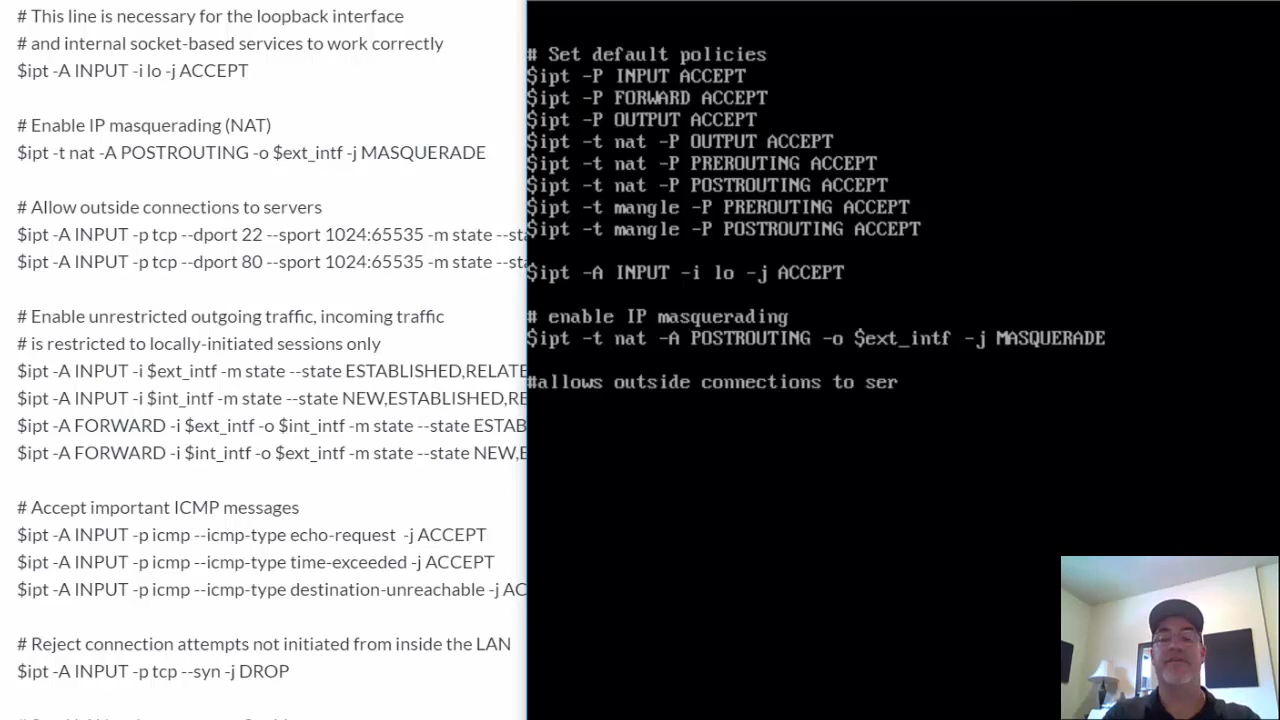 # This line is necessary for the loopback interface
# and internal socket-based services to work correctly
$ipt -A INPUT -i lo -j ACCEPT
# Enable IP masquerading (NAT)
$ipt -t nat -A POSTROUTING -o $ext_intf -j MASQUERADE
# Allow outside connections to servers
$ipt -A INPUT -p tcp --dport 22 --sport 1024:65535 -m state --sta
$ipt -A INPUT -p tcp --dport 80 --sport 1024:65535 -m state --sta
# Enable unrestricted outgoing traffic, incoming traffic
# is restricted to locally-initiated sessions only
$ipt -A INPUT -i $ext_intf -m state --state ESTABLISHED,RELATE
$ipt -A INPUT -i $int_intf -m state --state NEW,ESTABLISHED,RE
$ipt -A FORWARD -i $ext_intf -o $int_intf -m state --state ESTAB
$ipt -A FORWARD -i $int_intf -o $ext_intf -m state --state NEW,E
# Accept important ICMP messages
$ipt -A INPUT -p icmp --icmp-type echo-request  -j ACCEPT
$ipt -A INPUT -p icmp --icmp-type time-exceeded -j ACCEPT
$ipt -A INPUT -p icmp --icmp-type destination-unreachable -j AC
# Reject connection attempts not initiated from inside the LAN
$ipt -A INPUT -p tcp --syn -j DROP
# Set default policies
$ipt -P INPUT ACCEPT
$ipt -P FORWARD ACCEPT
$ipt -P OUTPUT ACCEPT
$ipt -t nat -P OUTPUT ACCEPT
$ipt -t nat -P PREROUTING ACCEPT
$ipt -t nat -P POSTROUTING ACCEPT
$ipt -t mangle -P PREROUTING ACCEPT
$ipt -t mangle -P POSTROUTING ACCEPT
$ipt -A INPUT -i lo -j ACCEPT
# enable IP masquerading
$ipt -t nat -A POSTROUTING -o $ext_intf -j MASQUERADE
#allows outside connections to ser